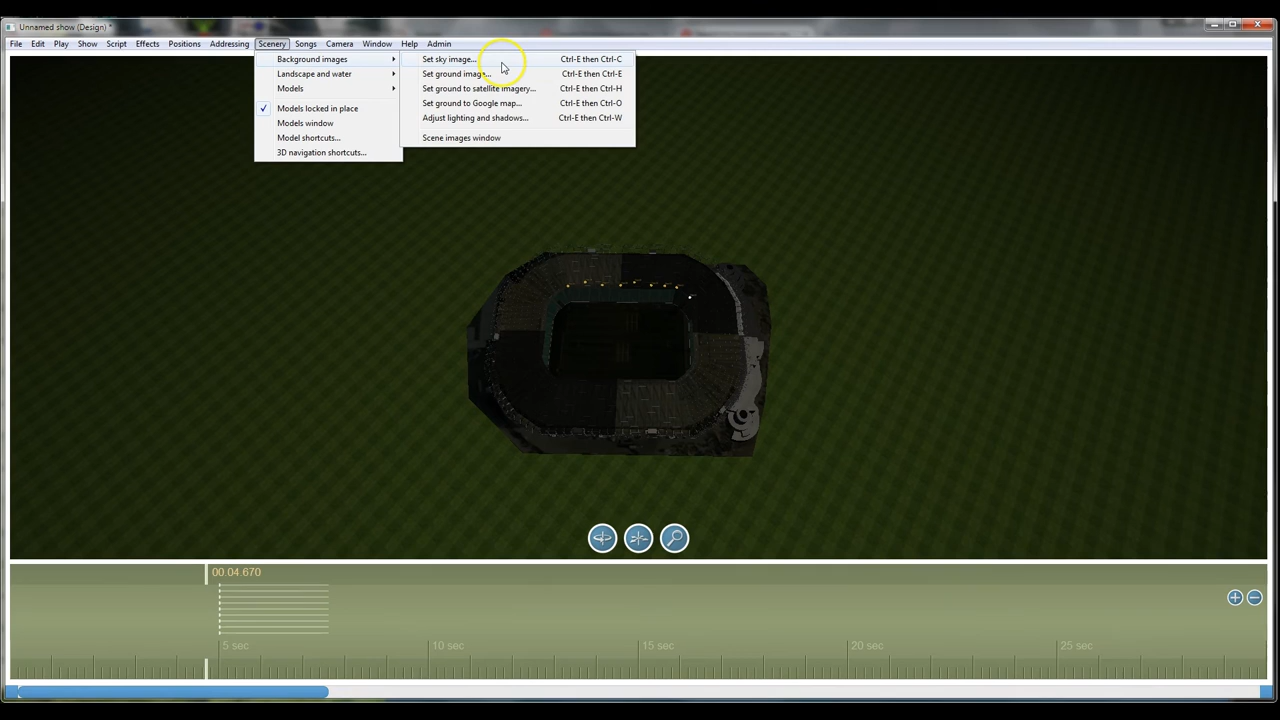 Unnamed show (Design) *
File Edit Play Show Script Effects Positions Addressing Scenery Songs Camera Window Help Admin
Background images
Landscape and water
Models
Models locked in place
Models window
Model shortcuts...
3D navigation shortcuts...
Set sky image... Ctrl-E then Ctrl-C
Set ground image... Ctrl-E then Ctrl-E
Set ground to satellite imagery... Ctrl-E then Ctrl-H
Set ground to Google map... Ctrl-E then Ctrl-O
Adjust lighting and shadows... Ctrl-E then Ctrl-W
Scene images window
00.04.670
5 sec 10 sec 15 sec 20 sec 25 sec